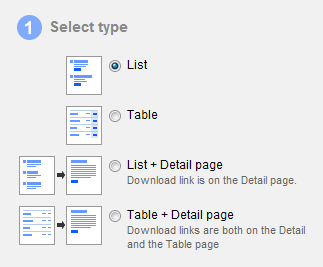 1 Select type
List
Table
List + Detail page
Download link is on the Detail page.
Table + Detail page
Download links are both on the Detail
and the Table page